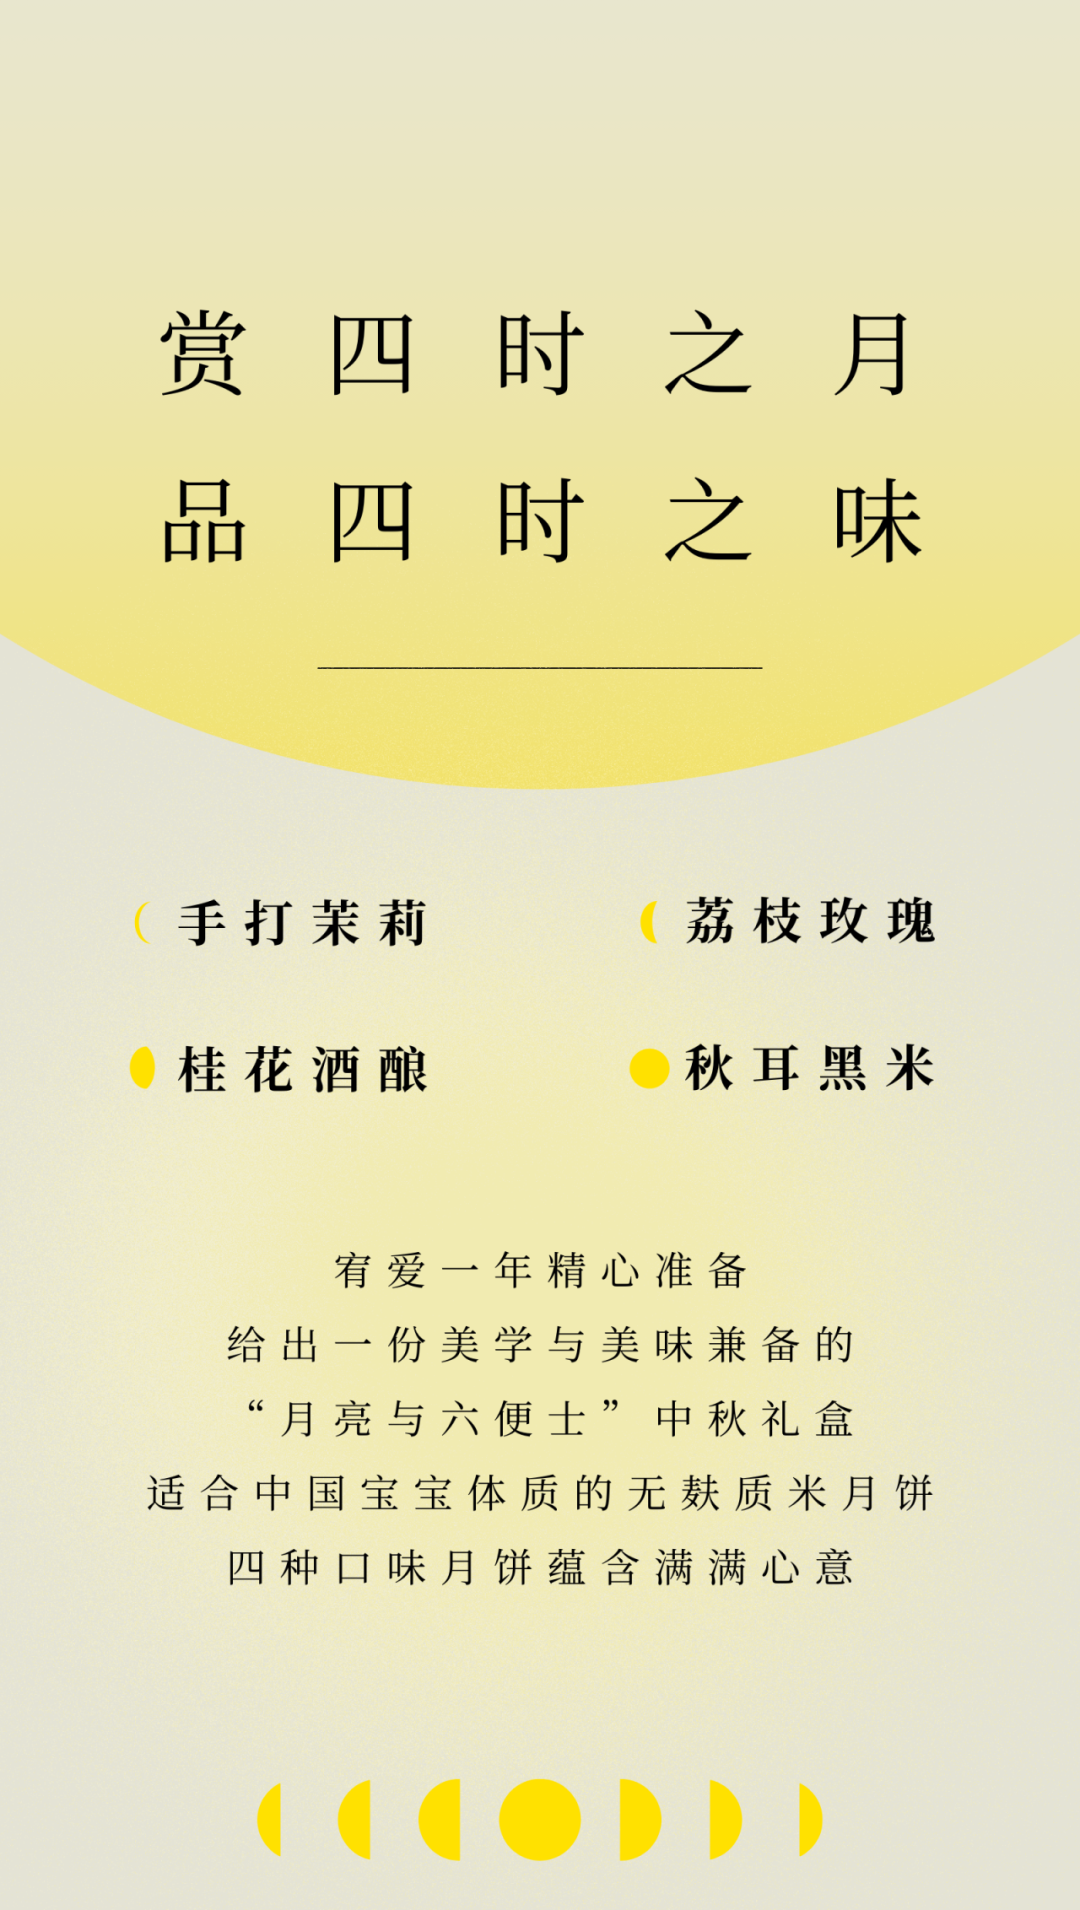 赏四时之月
品四时之味
手打茉莉
荔枝玫瑰
桂花酒酿
秋耳黑米
宥爱一年精心准备
给出一份美学与美味兼备的
“月亮与六便士”中秋礼盒
适合中国宝宝体质的无麸质米月饼
四种口味月饼蕴含满满心意